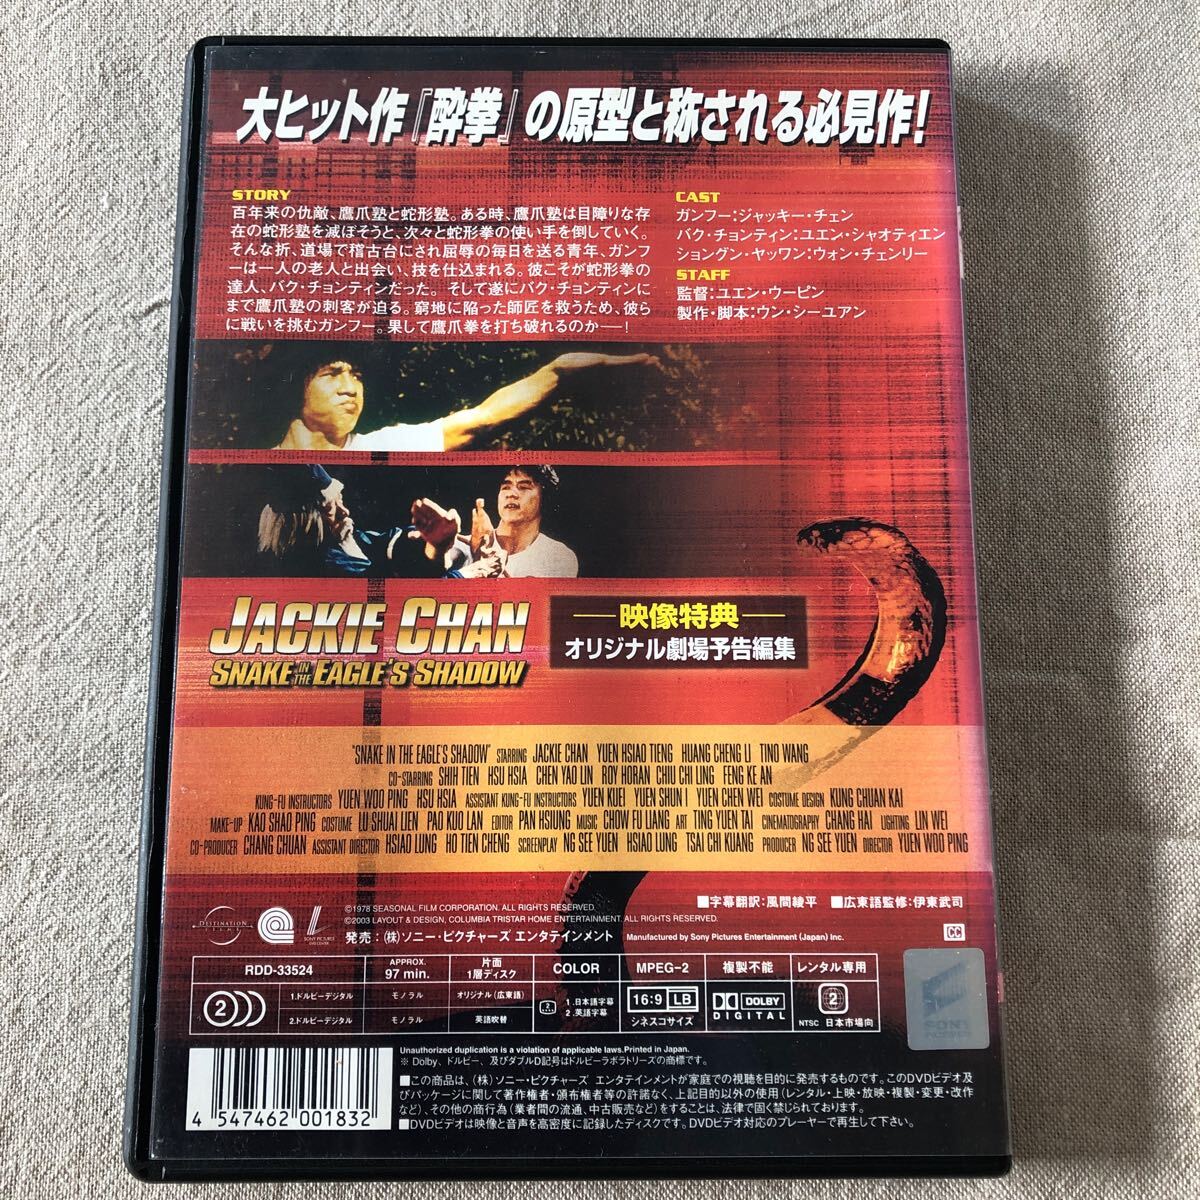 大ヒット作『酔拳』の原型と称される必見作!
STORY
百年来の仇敵、鷹爪塾と蛇形塾。ある時、鷹爪塾は目障りな存
在の蛇形塾を滅ぼそうと、次々と蛇形拳の使い手を倒していく。
そんな折、道場で稽古台にされ屈辱の毎日を送る青年、ガンフ
ーは一人の老人と出会い、技を仕込まれる。彼こそが蛇形拳の
達人、バク・チョンティンだった。そして遂にバク・チョンティンに
まで鷹爪塾の刺客が迫る。窮地に陥った師匠を救うため、彼ら
に戦いを挑むガンフー。果して鷹爪拳を打ち破れるのか──!
CAST
ガンフー:ジャッキー・チェン
バク・チョンティン:ユエン・シャオティエン
ショングン・ヤッワン:ウォン・チェンリー
STAFF
監督:ユエン・ウーピン
製作・脚本:ウン・シーユアン
JACKIE CHAN
SNAKE IN THE EAGLE'S SHADOW
映像特典
オリジナル劇場予告編集
"SNAKE IN THE EAGLE'S SHADOW" STARRING JACKIE CHAN YUEN HSIAO TIENG HUANG CHENG LI TINO WANG
CO-STARRING SHIH TIEN HSU HSIA CHEN YAO LIN ROY HORAN CHIU CHI LING FENG KE AN
KUNG-FU INSTRUCTORS YUEN WOO PING HSU HSIA ASSISTANT KUNG-FU INSTRUCTORS YUEN KUEI YUEN SHUN I YUEN CHEN WEI COSTUME DESIGN KUNG CHUAN KAI
MAKE-UP KAO SHAO PING COSTUME LU SHUAI LIEN PAO KUO LAN EDITOR PAN HSIUNG MUSIC CHOW FU LIANG ART TING YUEN TAI CINEMATOGRAPHY CHANG HAI LIGHTING LIN WEI
CO-PRODUCER CHANG CHUAN ASSISTANT DIRECTOR HSIAO LUNG HO TIEN CHENG SCREENPLAY NG SEE YUEN HSIAO LUNG TSAI CHI KUANG PRODUCER NG SEE YUEN DIRECTOR YUEN WOO PING
■字幕翻訳:風間綾平 ■広東語監修:伊東武司
DESTINATION FILMS
SONY PICTURES
©1978 SEASONAL FILM CORPORATION. ALL RIGHTS RESERVED.
©2003 LAYOUT & DESIGN, COLUMBIA TRISTAR HOME ENTERTAINMENT. ALL RIGHTS RESERVED.
発売:(株)ソニー・ピクチャーズ エンタテインメント Manufactured by Sony Pictures Entertainment (Japan) Inc.
CC
RDD-33524 APPROX. 97 min. 片面1層ディスク COLOR MPEG-2 複製不能 レンタル専用
2 1.ドルビーデジタル モノラル オリジナル(広東語)
2.ドルビーデジタル モノラル 英語吹替
2 1.日本語字幕
2.英語字幕
16:9 LB
シネスコサイズ
DOLBY DIGITAL
2
NTSC 日本市場向
SONY PICTURES
Unauthorized duplication is a violation of applicable laws.Printed in Japan.
※ Dolby、ドルビー、及びダブルD記号はドルビーラボラトリーズの商標です。
■この商品は、(株)ソニー・ピクチャーズ エンタテインメントが家庭での視聴を目的に発売するものです。このDVDビデオ及
びパッケージに関して著作権者・頒布権者等の許諾なく、上記目的以外の使用(レンタル・上映・放映・複製・変更・改作
など)、その他の商行為(業者間の流通、中古販売など)をすることは、法律で固く禁じられております。
■DVDビデオは映像と音声を高密度に記録したディスクです。DVDビデオ対応のプレーヤーで再生して下さい。
4 547462 001832